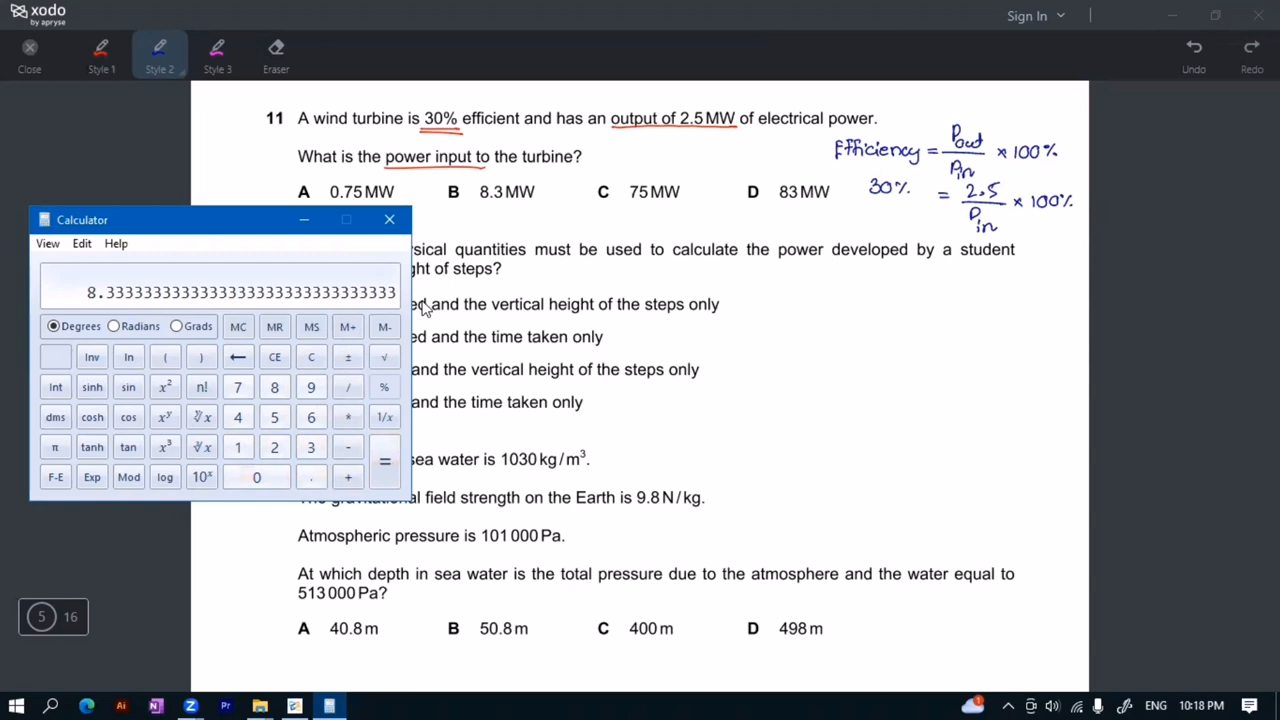 xodo
by apryse
Sign In
Close
Style 1
Style 2
Style 3
Eraser
Undo
Redo
11 A wind turbine is 30% efficient and has an output of 2.5 MW of electrical power.
What is the power input to the turbine?
A 0.75 MW B 8.3 MW C 75 MW D 83 MW
Efficiency = Pout / Pin × 100%
30% = 2.5 / Pin × 100%
Calculator
View Edit Help
8.3333333333333333333333333333333
Degrees Radians Grads MC MR MS M+ M-
Inv ln ( ) ← CE C ± √
Int sinh sin x² n! 7 8 9 / %
dms cosh cos xʸ ʸ√x 4 5 6 * 1/x
π tanh tan x³ ³√x 1 2 3 - =
F-E Exp Mod log 10ˣ 0 . +
sical quantities must be used to calculate the power developed by a student
ght of steps?
ed and the vertical height of the steps only
ed and the time taken only
and the vertical height of the steps only
and the time taken only
sea water is 1030 kg / m³.
gravitational field strength on the Earth is 9.8 N / kg.
Atmospheric pressure is 101 000 Pa.
At which depth in sea water is the total pressure due to the atmosphere and the water equal to
513 000 Pa?
A 40.8 m B 50.8 m C 400 m D 498 m
5 16
ENG 10:18 PM